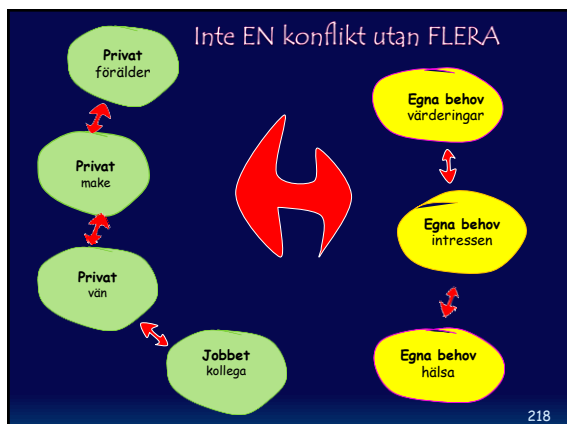 Inte EN konflikt utan FLERA
Privat
förälder
Privat
make
Privat
vän
Jobbet
kollega
Egna behov
värderingar
Egna behov
intressen
Egna behov
hälsa
218